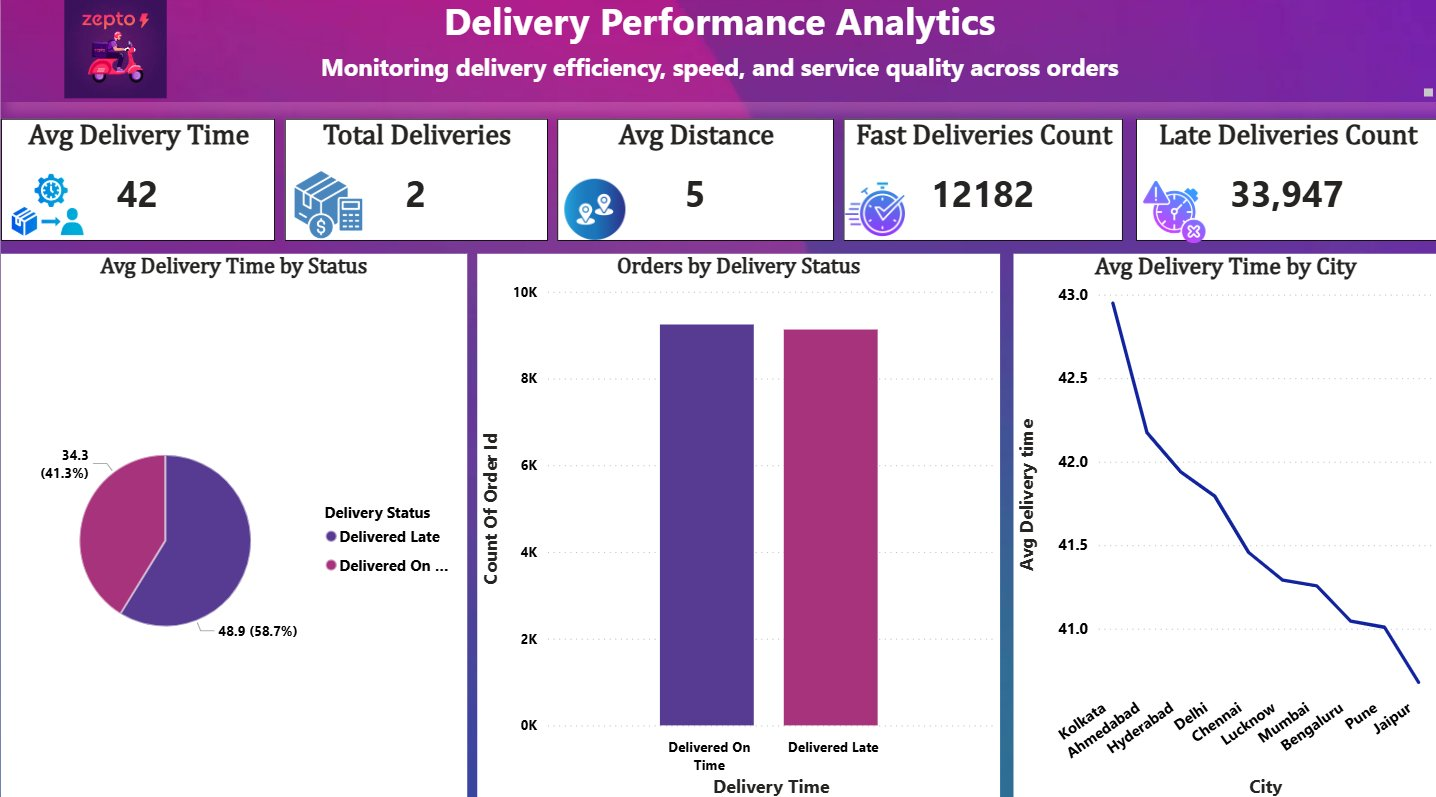 zepto
Delivery Performance Analytics
Monitoring delivery efficiency, speed, and service quality across orders
Avg Delivery Time
42
Total Deliveries
2
Avg Distance
5
Fast Deliveries Count
12182
Late Deliveries Count
33,947
Avg Delivery Time by Status
34.3
(41.3%)
48.9 (58.7%)
Delivery Status
Delivered Late
Delivered On ...
Orders by Delivery Status
Count Of Order Id
10K
8K
6K
4K
2K
0K
Delivered On
Time
Delivered Late
Delivery Time
Avg Delivery Time by City
Avg Delivery time
43.0
42.5
42.0
41.5
41.0
Kolkata
Ahmedabad
Hyderabad
Delhi
Chennai
Lucknow
Mumbai
Bengaluru
Pune
Jaipur
City